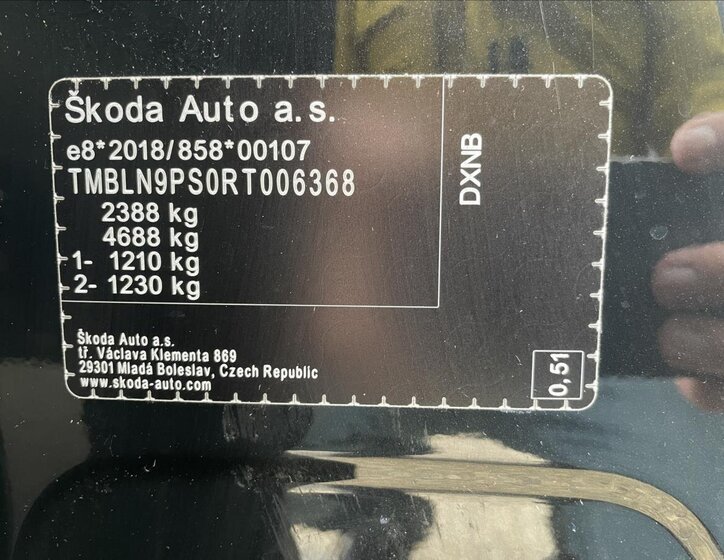 Škoda Auto a.s.
e8*2018/858*00107
TMBLN9PS0RT006368
2388 kg
4688 kg
1- 1210 kg
2- 1230 kg
DXNB
Škoda Auto a.s.
tř. Václava Klementa 869
29301 Mladá Boleslav, Czech Republic
www.skoda-auto.com
0,51